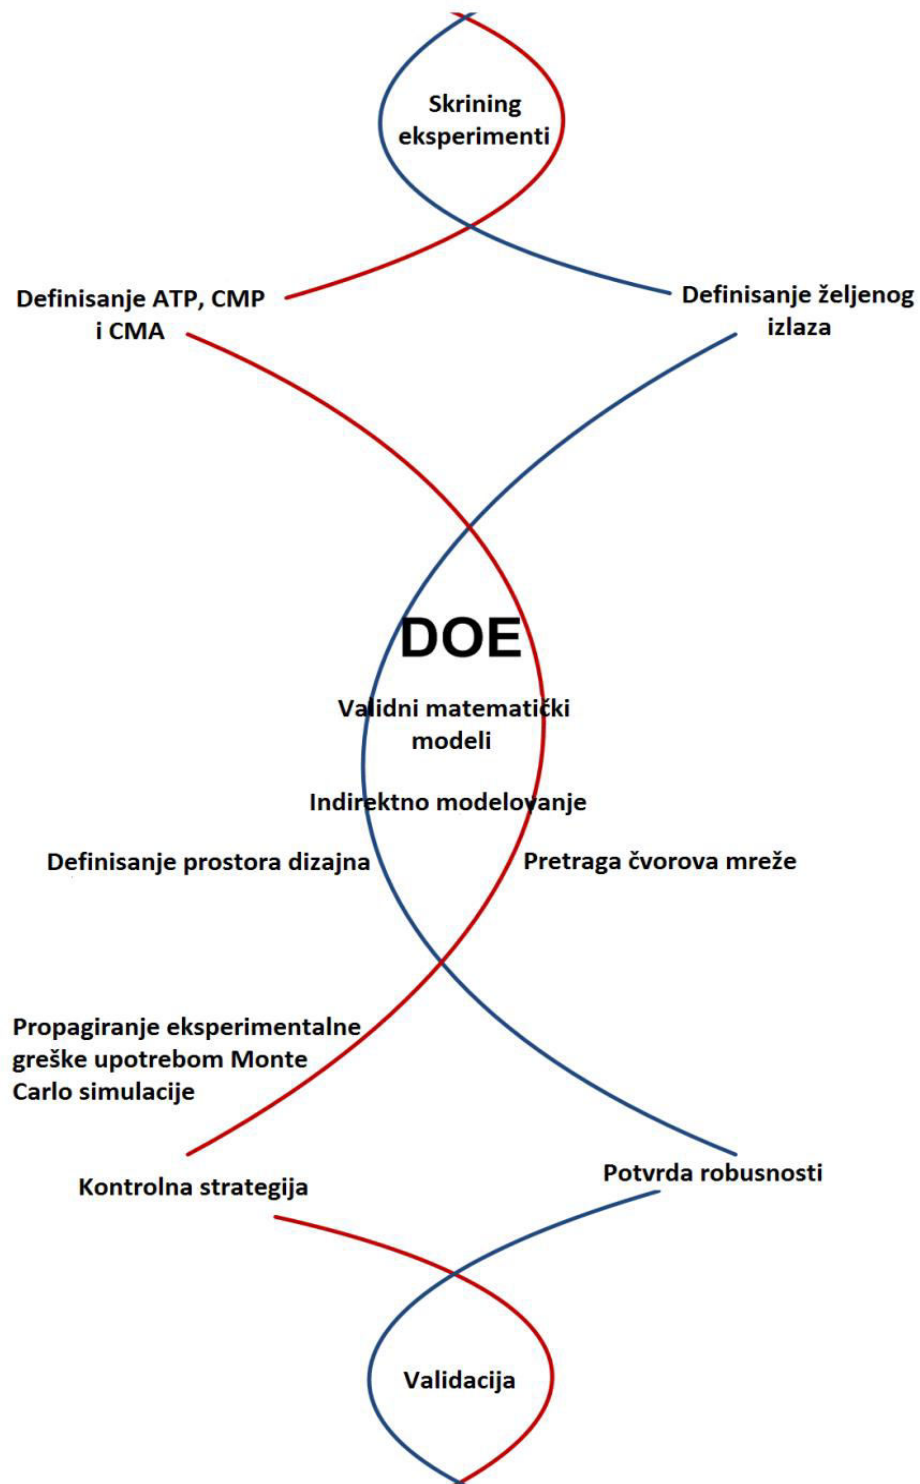 Skrining
eksperimenti
Definisanje ATP, CMP
i CMA
Definisanje željenog
izlaza
DOE
Validni matematički
modeli
Indirektno modelovanje
Definisanje prostora dizajna
Pretraga čvorova mreže
Propagiranje eksperimentalne
greške upotrebom Monte
Carlo simulacije
Kontrolna strategija
Potvrda robusnosti
Validacija